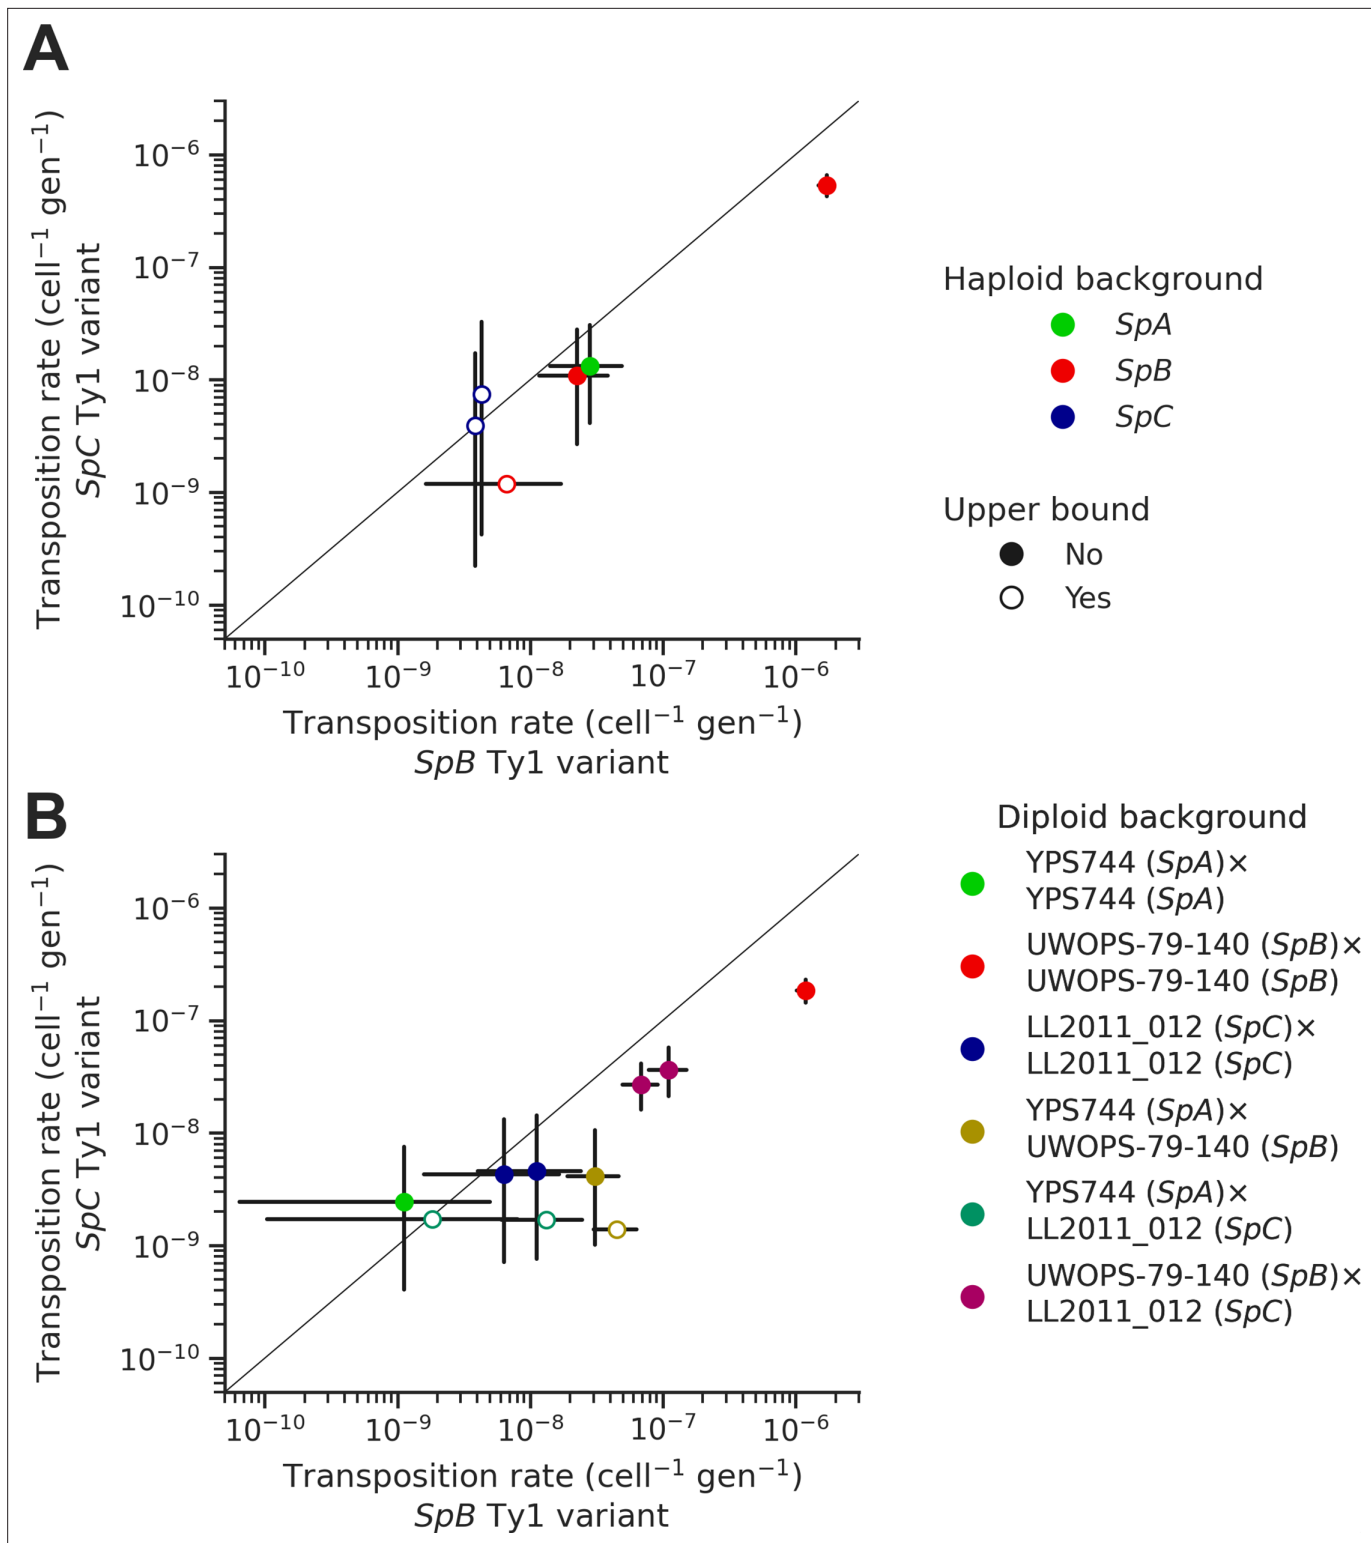 A
Transposition rate (cell⁻¹ gen⁻¹)
SpC Ty1 variant
10⁻⁶
10⁻⁷
10⁻⁸
10⁻⁹
10⁻¹⁰
10⁻¹⁰ 10⁻⁹ 10⁻⁸ 10⁻⁷ 10⁻⁶
Transposition rate (cell⁻¹ gen⁻¹)
SpB Ty1 variant
Haploid background
SpA
SpB
SpC
Upper bound
No
Yes
B
Transposition rate (cell⁻¹ gen⁻¹)
SpC Ty1 variant
10⁻⁶
10⁻⁷
10⁻⁸
10⁻⁹
10⁻¹⁰
10⁻¹⁰ 10⁻⁹ 10⁻⁸ 10⁻⁷ 10⁻⁶
Transposition rate (cell⁻¹ gen⁻¹)
SpB Ty1 variant
Diploid background
YPS744 (SpA)×
YPS744 (SpA)
UWOPS-79-140 (SpB)×
UWOPS-79-140 (SpB)
LL2011_012 (SpC)×
LL2011_012 (SpC)
YPS744 (SpA)×
UWOPS-79-140 (SpB)
YPS744 (SpA)×
LL2011_012 (SpC)
UWOPS-79-140 (SpB)×
LL2011_012 (SpC)